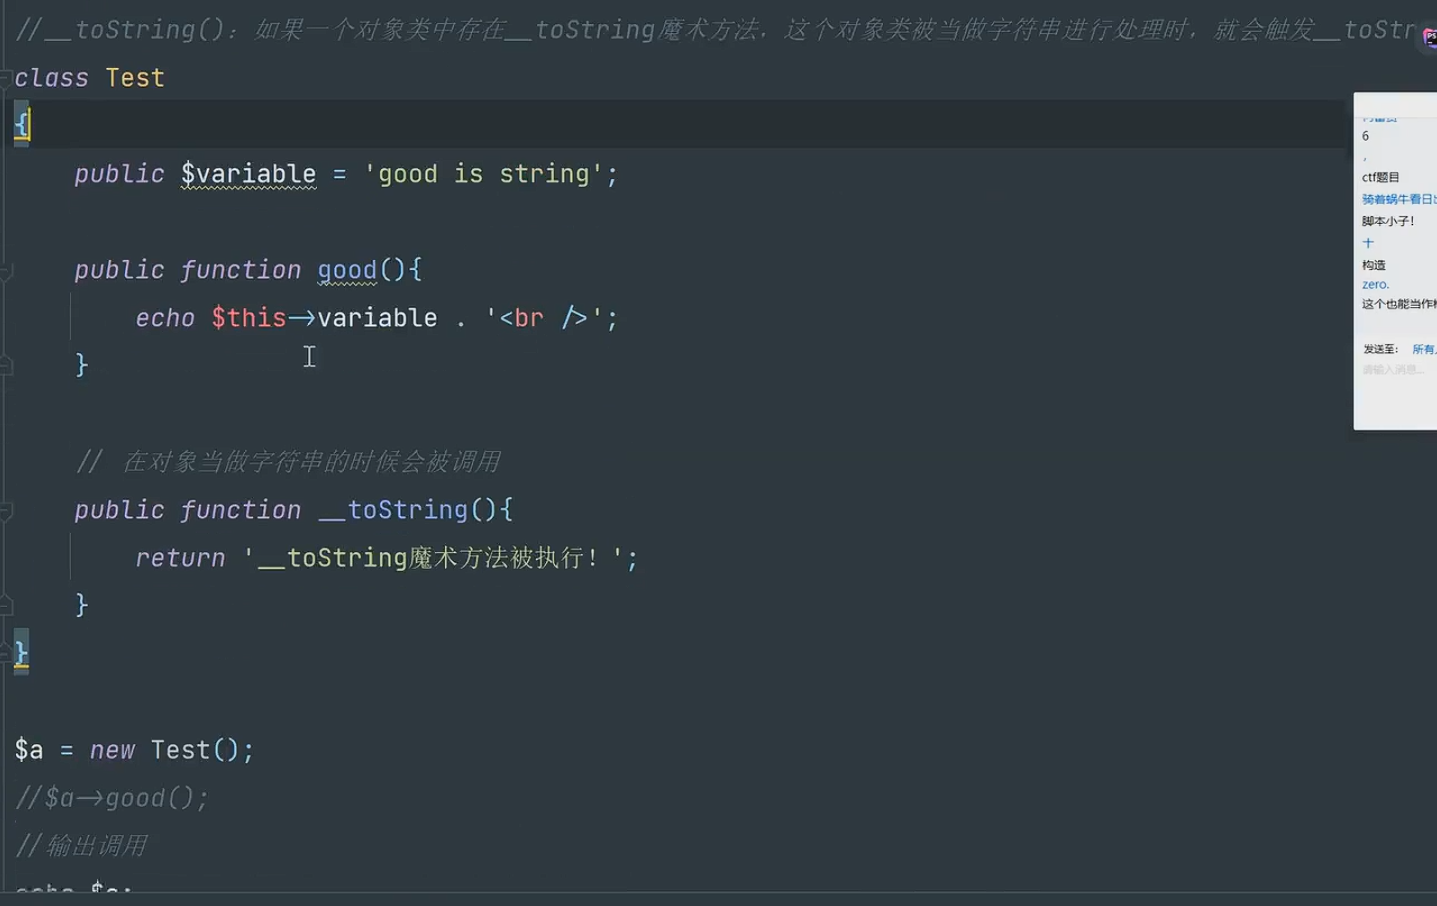 //__toString(): 如果一个对象类中存在__toString魔术方法，这个对象类被当做字符串进行处理时，就会触发__toStr
class Test
{
public $variable = 'good is string';
public function good(){
echo $this->variable . '<br />';
}
// 在对象当做字符串的时候会被调用
public function __toString(){
return '__toString魔术方法被执行！';
}
}
$a = new Test();
//$a->good();
//输出调用
echo $a;
6
,
ctf题目
骑着蜗牛看日
脚本小子！
十
构造
zero.
这个也能当作
发送至：
所有
请输入消息...